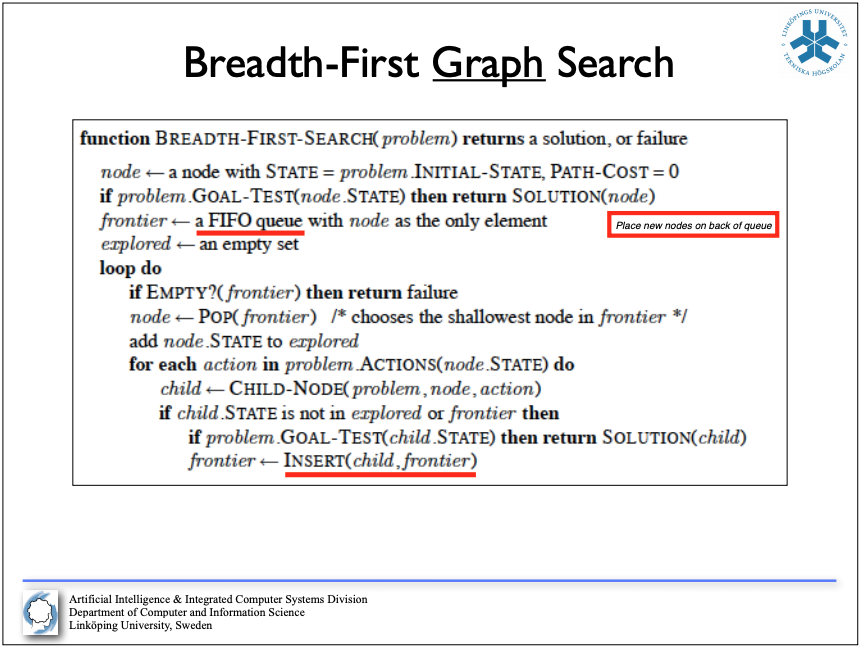 LINKÖPINGS UNIVERSITET
TEKNISKA HÖGSKOLAN
Breadth-First Graph Search
function BREADTH-FIRST-SEARCH(problem) returns a solution, or failure
node ← a node with STATE = problem.INITIAL-STATE, PATH-COST = 0
if problem.GOAL-TEST(node.STATE) then return SOLUTION(node)
frontier ← a FIFO queue with node as the only element
Place new nodes on back of queue
explored ← an empty set
loop do
if EMPTY?(frontier) then return failure
node ← POP(frontier) /* chooses the shallowest node in frontier */
add node.STATE to explored
for each action in problem.ACTIONS(node.STATE) do
child ← CHILD-NODE(problem,node,action)
if child.STATE is not in explored or frontier then
if problem.GOAL-TEST(child.STATE) then return SOLUTION(child)
frontier ← INSERT(child,frontier)
Artificial Intelligence & Integrated Computer Systems Division
Department of Computer and Information Science
Linköping University, Sweden